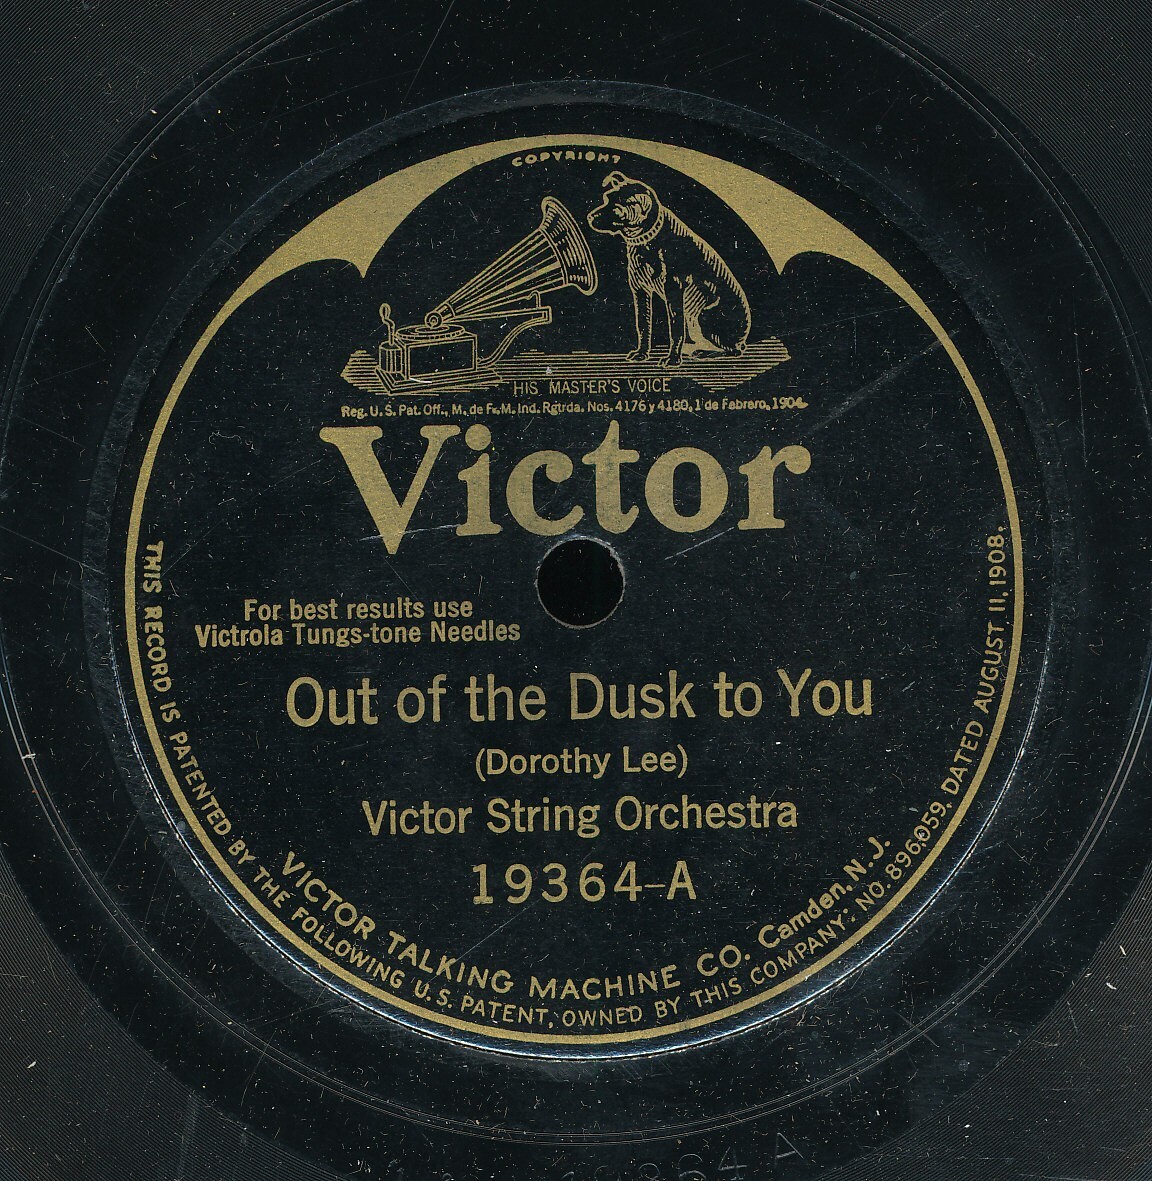 COPYRIGHT
HIS MASTER'S VOICE
Reg. U.S. Pat. Off., M. de F. M. Ind. Rgtrda. Nos. 4176 y 4180, 1 de Febrero, 1904
Victor
For best results use
Victrola Tungs-tone Needles
Out of the Dusk to You
(Dorothy Lee)
Victor String Orchestra
19364-A
VICTOR TALKING MACHINE CO. Camden, N.J.
THIS RECORD IS PATENTED BY THE FOLLOWING U.S. PATENT, OWNED BY THIS COMPANY: NO. 896,059, DATED AUGUST 11, 1908.